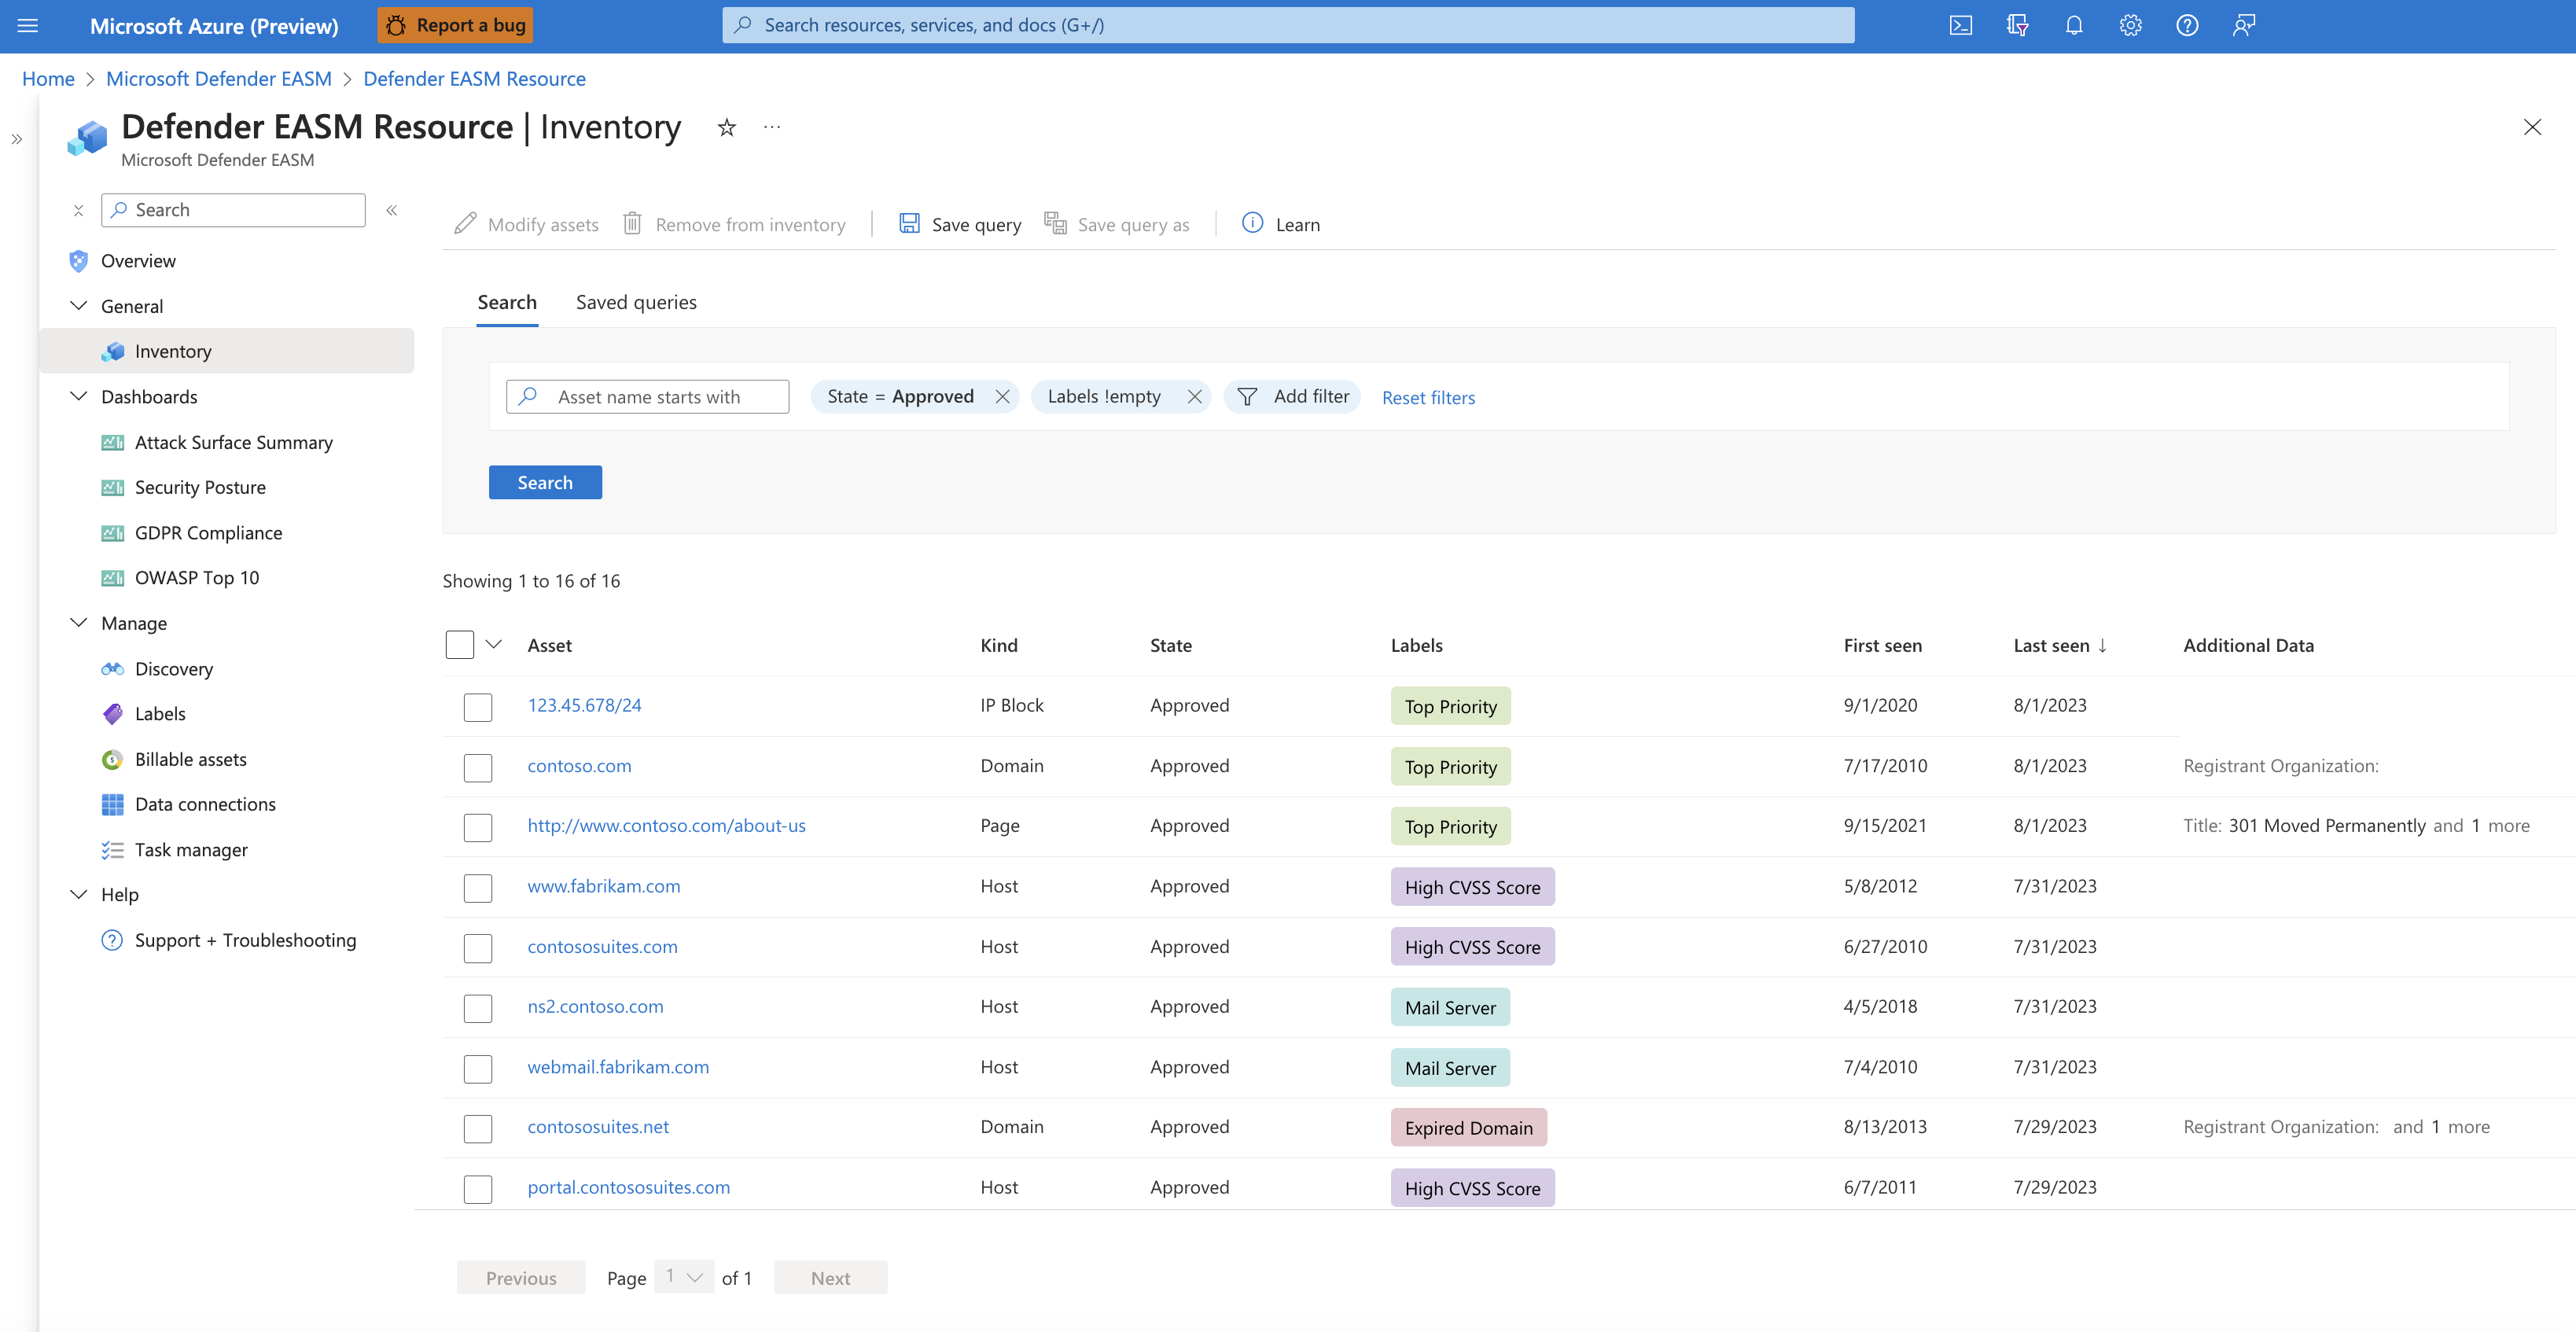 Microsoft Azure (Preview)
Report a bug
Search resources, services, and docs (G+/)
Home > Microsoft Defender EASM > Defender EASM Resource
Defender EASM Resource | Inventory
Microsoft Defender EASM
Search
Overview
General
Inventory
Dashboards
Attack Surface Summary
Security Posture
GDPR Compliance
OWASP Top 10
Manage
Discovery
Labels
Billable assets
Data connections
Task manager
Help
Support + Troubleshooting
Modify assets Remove from inventory Save query Save query as Learn
Search Saved queries
Asset name starts with State = Approved Labels !empty Add filter Reset filters
Search
Showing 1 to 16 of 16
Asset Kind State Labels First seen Last seen ↓ Additional Data
123.45.678/24 IP Block Approved Top Priority 9/1/2020 8/1/2023
contoso.com Domain Approved Top Priority 7/17/2010 8/1/2023 Registrant Organization:
http://www.contoso.com/about-us Page Approved Top Priority 9/15/2021 8/1/2023 Title: 301 Moved Permanently and 1 more
www.fabrikam.com Host Approved High CVSS Score 5/8/2012 7/31/2023
contososuites.com Host Approved High CVSS Score 6/27/2010 7/31/2023
ns2.contoso.com Host Approved Mail Server 4/5/2018 7/31/2023
webmail.fabrikam.com Host Approved Mail Server 7/4/2010 7/31/2023
contososuites.net Domain Approved Expired Domain 8/13/2013 7/29/2023 Registrant Organization: and 1 more
portal.contososuites.com Host Approved High CVSS Score 6/7/2011 7/29/2023
Previous Page 1 of 1 Next